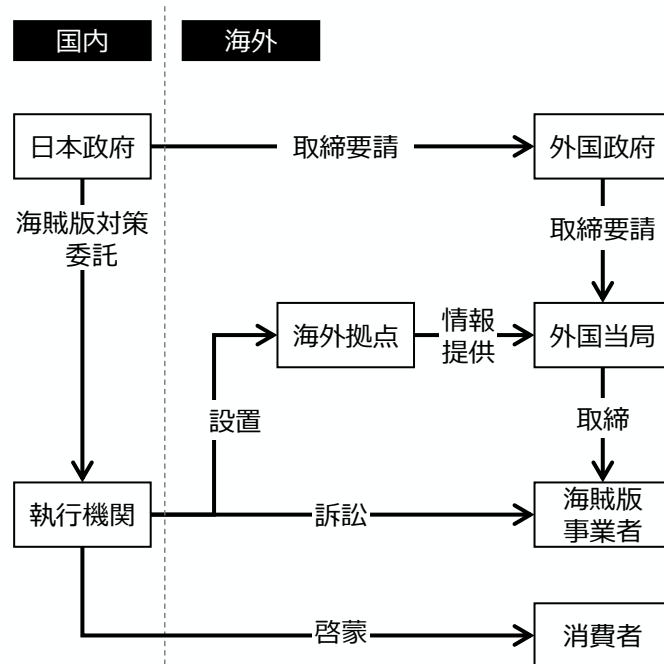 国内
海外
日本政府
取締要請
外国政府
海賊版対策
委託
取締要請
海外拠点
情報
提供
外国当局
設置
取締
執行機関
訴訟
海賊版
事業者
啓蒙
消費者